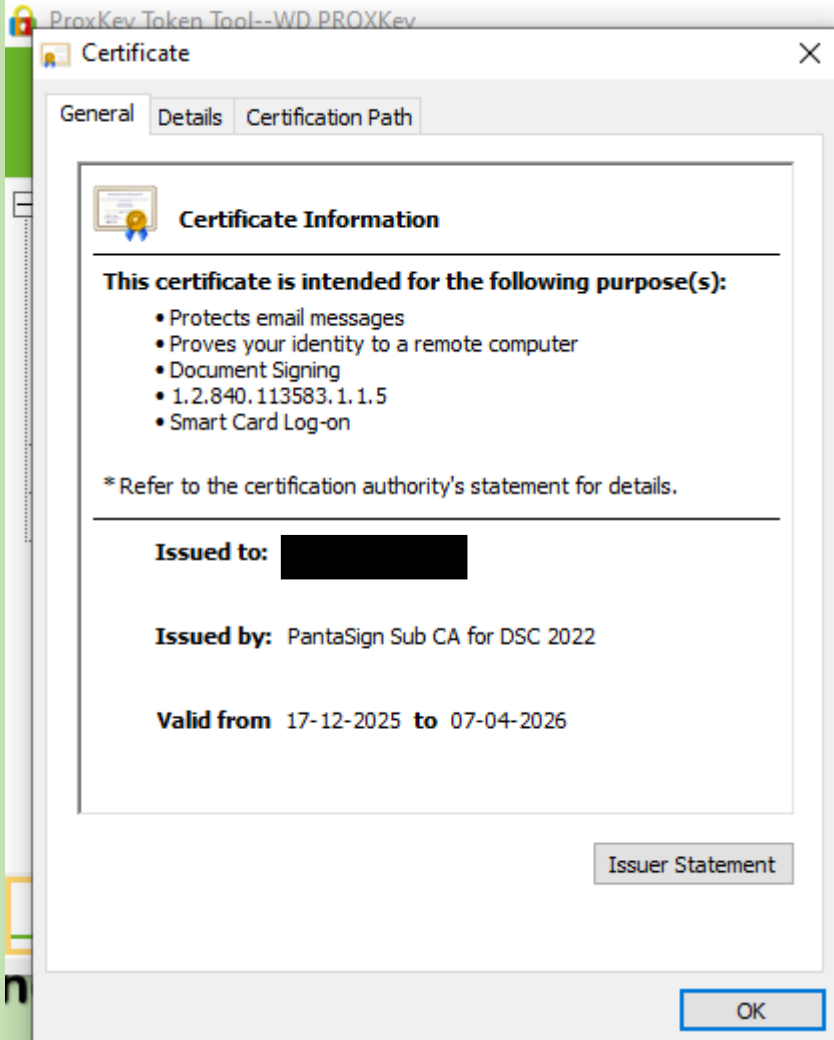 ProxKey Token Tool--WD PROXKey
Certificate
General Details Certification Path
Certificate Information
This certificate is intended for the following purpose(s):
• Protects email messages
• Proves your identity to a remote computer
• Document Signing
• 1.2.840.113583.1.1.5
• Smart Card Log-on
* Refer to the certification authority's statement for details.
Issued to:
Issued by: PantaSign Sub CA for DSC 2022
Valid from 17-12-2025 to 07-04-2026
Issuer Statement
OK